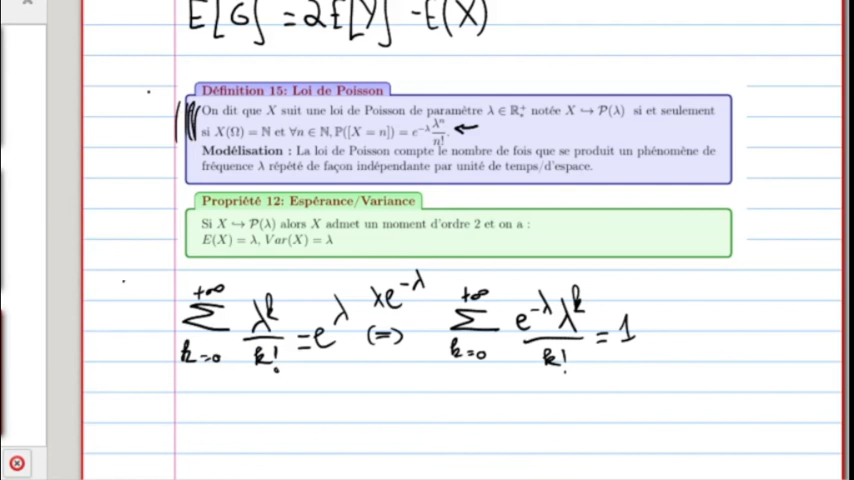 E[G] = 2E[Y] - E(X)
Définition 15: Loi de Poisson
On dit que X suit une loi de Poisson de paramètre λ ∈ ℝ₊* notée X ↪ 𝒫(λ) si et seulement
si X(Ω) = ℕ et ∀n ∈ ℕ, ℙ([X = n]) = e^{-λ} λⁿ/n!.
Modélisation : La loi de Poisson compte le nombre de fois que se produit un phénomène de
fréquence λ répété de façon indépendante par unité de temps/d'espace.
Propriété 12: Espérance/Variance
Si X ↪ 𝒫(λ) alors X admet un moment d'ordre 2 et on a :
E(X) = λ, Var(X) = λ
∑_{k=0}^{+∞} λ^k/k! = e^λ ×e^{-λ} (=) ∑_{k=0}^{+∞} e^{-λ} λ^k/k! = 1